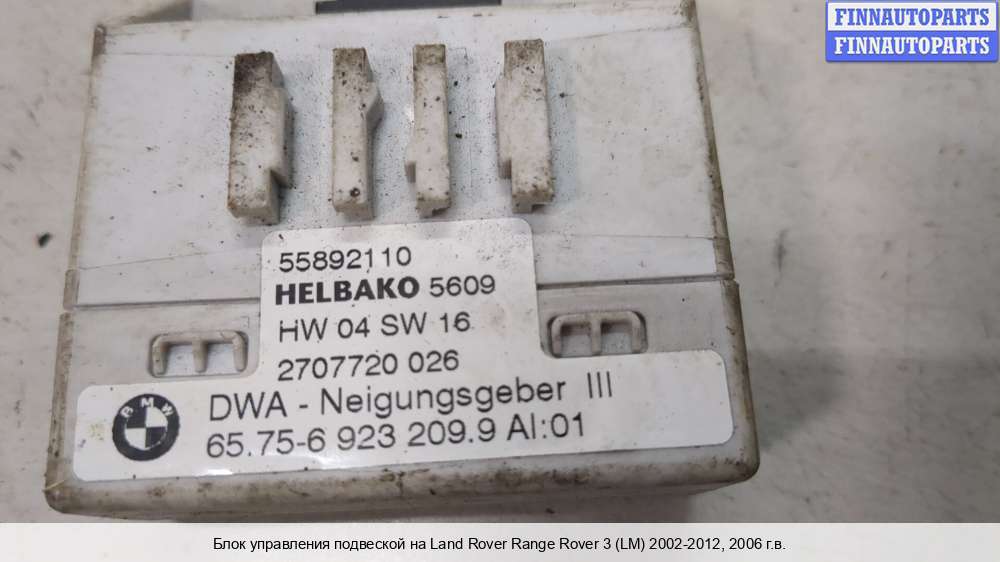 FINNAUTOPARTS
FINNAUTOPARTS
55892110
HELBAKO 5609
HW 04 SW 16
2707720 026
BMW
DWA - Neigungsgeber III
65.75-6 923 209.9 AI:01
Блок управления подвеской на Land Rover Range Rover 3 (LM) 2002-2012, 2006 г.в.